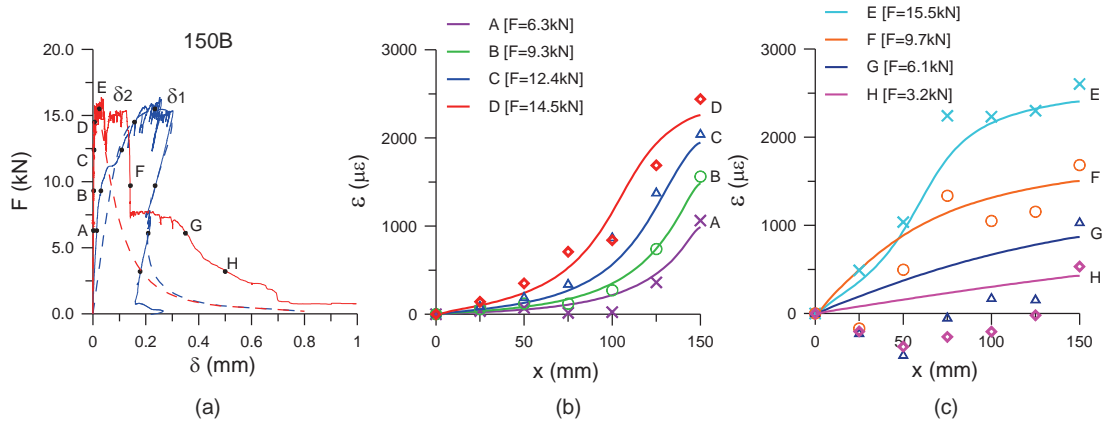 150B
20.0
15.0
10.0
5.0
0.0
F (kN)
E
δ2
δ1
D
C
B
A
F
G
H
0
0.2
0.4
0.6
0.8
1
δ (mm)
(a)
A [F=6.3kN]
B [F=9.3kN]
C [F=12.4kN]
D [F=14.5kN]
3000
2000
1000
0
ε (με)
D
C
B
A
0
50
100
150
x (mm)
(b)
E [F=15.5kN]
F [F=9.7kN]
G [F=6.1kN]
H [F=3.2kN]
3000
2000
1000
0
ε (με)
E
F
G
H
0
50
100
150
x (mm)
(c)